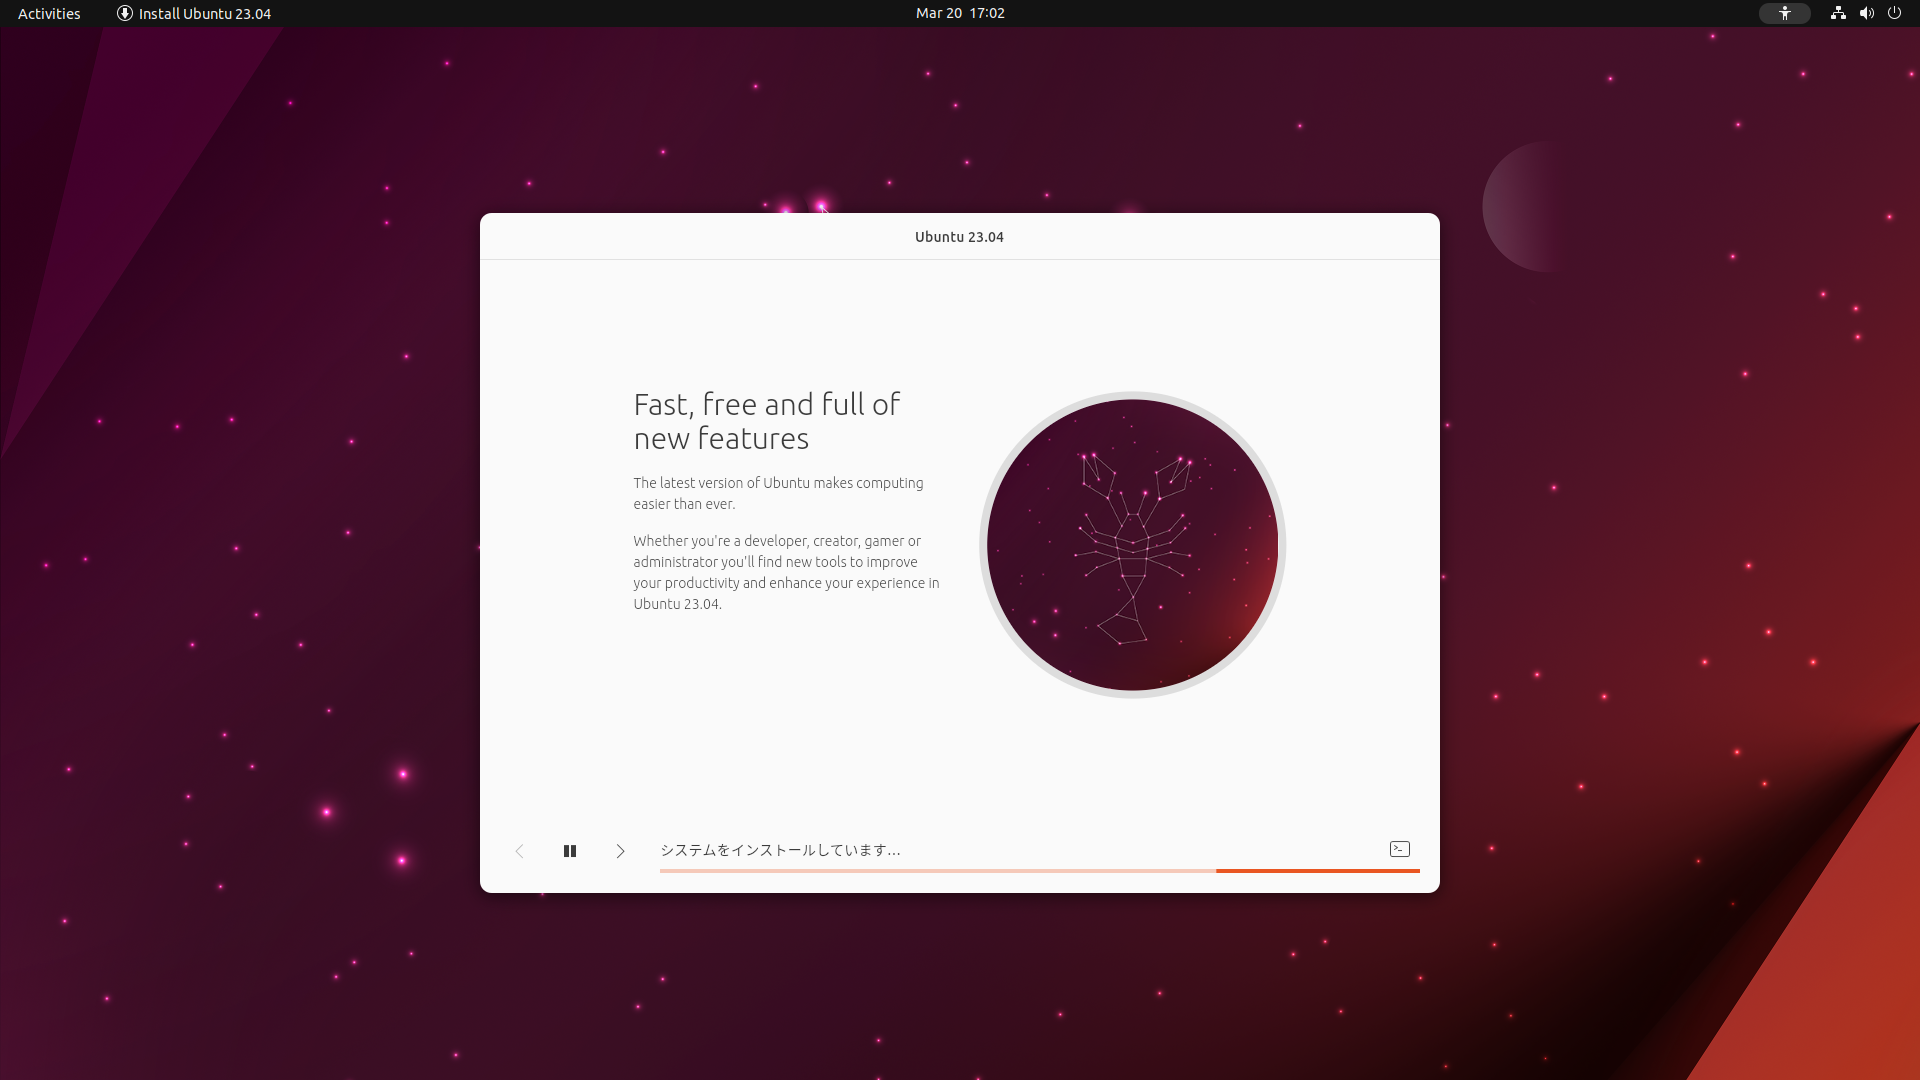 Activities
Install Ubuntu 23.04
Mar 20 17:02
Ubuntu 23.04
Fast, free and full of
new features
The latest version of Ubuntu makes computing
easier than ever.
Whether you're a developer, creator, gamer or
administrator you'll find new tools to improve
your productivity and enhance your experience in
Ubuntu 23.04.
システムをインストールしています...